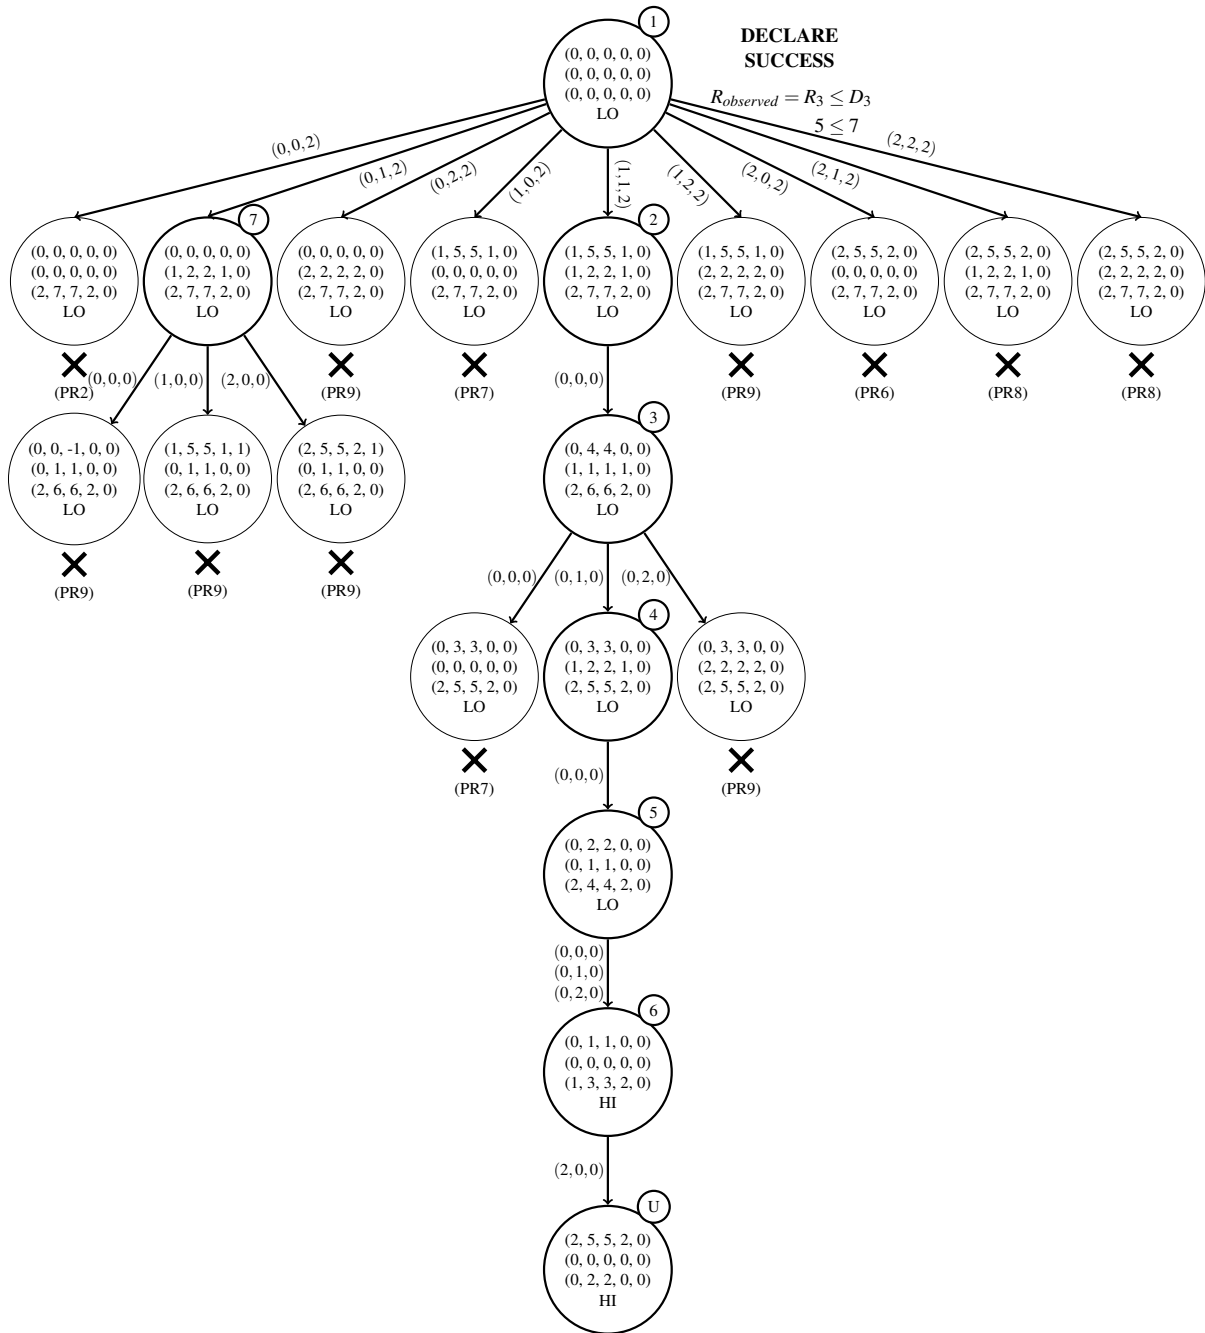 1
DECLARE
SUCCESS
(0, 0, 0, 0, 0)
(0, 0, 0, 0, 0)
(0, 0, 0, 0, 0)
LO
R_observed = R_3 ≤ D_3
5 ≤ 7
(0,0,2)
(0,1,2)
(0,2,2)
(1,0,2)
(1,1,2)
(1,2,2)
(2,0,2)
(2,1,2)
(2,2,2)
(0, 0, 0, 0, 0)
(0, 0, 0, 0, 0)
(2, 7, 7, 2, 0)
LO
(PR2)
7
(0, 0, 0, 0, 0)
(1, 2, 2, 1, 0)
(2, 7, 7, 2, 0)
LO
(0, 0, 0, 0, 0)
(2, 2, 2, 2, 0)
(2, 7, 7, 2, 0)
LO
(PR9)
(1, 5, 5, 1, 0)
(0, 0, 0, 0, 0)
(2, 7, 7, 2, 0)
LO
(PR7)
2
(1, 5, 5, 1, 0)
(1, 2, 2, 1, 0)
(2, 7, 7, 2, 0)
LO
(1, 5, 5, 1, 0)
(2, 2, 2, 2, 0)
(2, 7, 7, 2, 0)
LO
(PR9)
(2, 5, 5, 2, 0)
(0, 0, 0, 0, 0)
(2, 7, 7, 2, 0)
LO
(PR6)
(2, 5, 5, 2, 0)
(1, 2, 2, 1, 0)
(2, 7, 7, 2, 0)
LO
(PR8)
(2, 5, 5, 2, 0)
(2, 2, 2, 2, 0)
(2, 7, 7, 2, 0)
LO
(PR8)
(0,0,0)
(1,0,0)
(2,0,0)
(0,0,0)
(0, 0, -1, 0, 0)
(0, 1, 1, 0, 0)
(2, 6, 6, 2, 0)
LO
(PR9)
(1, 5, 5, 1, 1)
(0, 1, 1, 0, 0)
(2, 6, 6, 2, 0)
LO
(PR9)
(2, 5, 5, 2, 1)
(0, 1, 1, 0, 0)
(2, 6, 6, 2, 0)
LO
(PR9)
3
(0, 4, 4, 0, 0)
(1, 1, 1, 1, 0)
(2, 6, 6, 2, 0)
LO
(0,0,0)
(0,1,0)
(0,2,0)
(0, 3, 3, 0, 0)
(0, 0, 0, 0, 0)
(2, 5, 5, 2, 0)
LO
(PR7)
4
(0, 3, 3, 0, 0)
(1, 2, 2, 1, 0)
(2, 5, 5, 2, 0)
LO
(0, 3, 3, 0, 0)
(2, 2, 2, 2, 0)
(2, 5, 5, 2, 0)
LO
(PR9)
(0,0,0)
5
(0, 2, 2, 0, 0)
(0, 1, 1, 0, 0)
(2, 4, 4, 2, 0)
LO
(0,0,0)
(0,1,0)
(0,2,0)
6
(0, 1, 1, 0, 0)
(0, 0, 0, 0, 0)
(1, 3, 3, 2, 0)
HI
(2,0,0)
U
(2, 5, 5, 2, 0)
(0, 0, 0, 0, 0)
(0, 2, 2, 0, 0)
HI